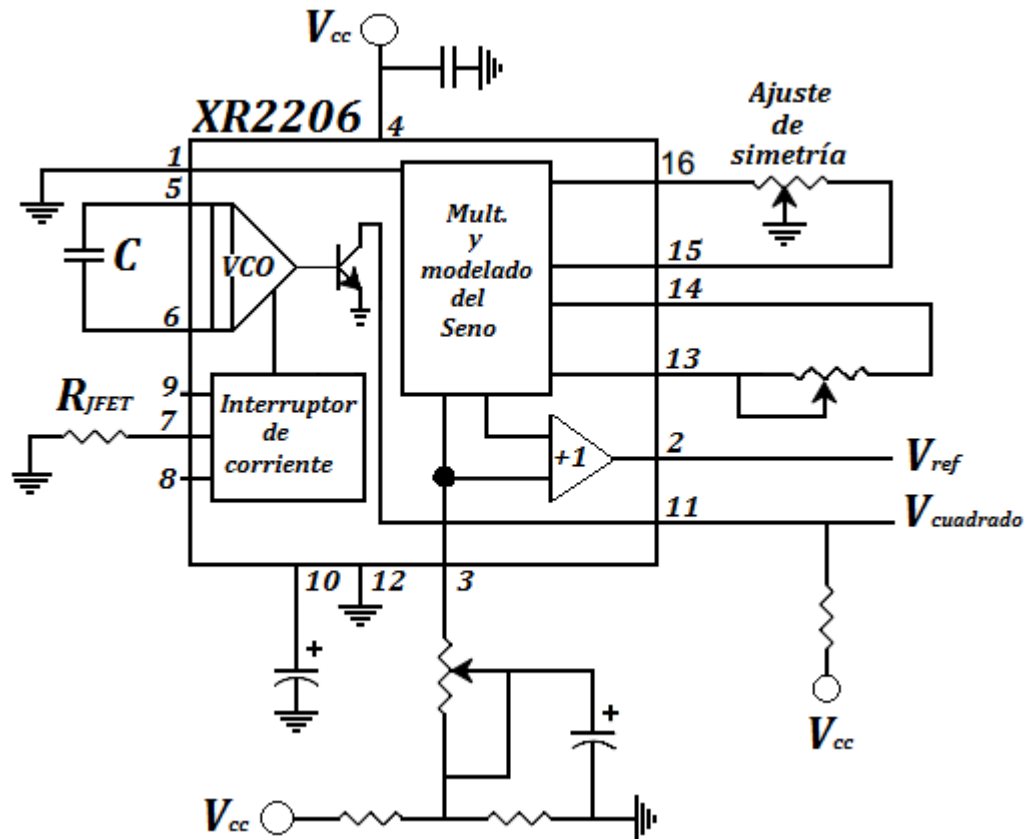 Vcc
XR2206
4
Ajuste
de
simetría
1
16
5
Mult.
y
modelado
del
Seno
VCO
C
15
14
6
13
RJFET
9
Interruptor
de
corriente
7
8
+1
2
Vref
11
Vcuadrado
10
12
3
+
+
Vcc
Vcc